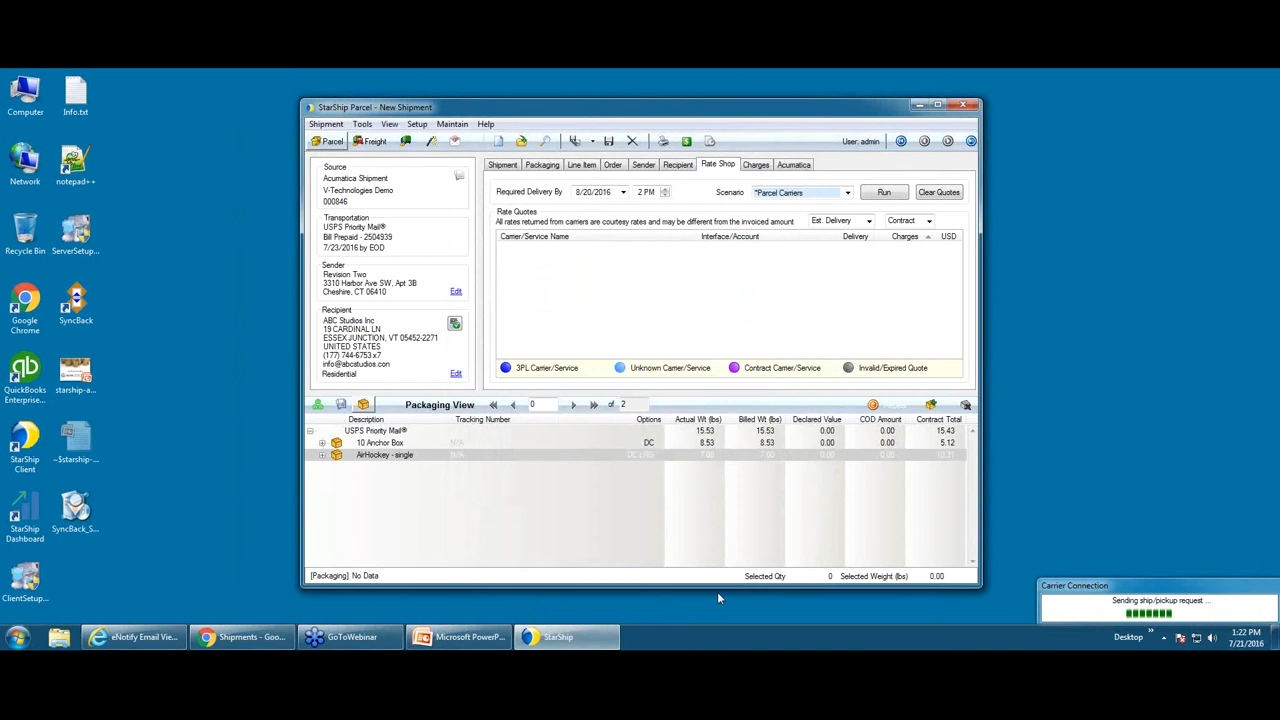 Computer
Info.txt
Network
notepad++
Recycle Bin
ServerSetup...
Google
Chrome
SyncBack
QuickBooks
Enterprise...
starship-a...
StarShip
Client
~$starship-...
StarShip
Dashboard
SyncBack_S...
ClientSetup...
StarShip Parcel - New Shipment
Shipment Tools View Setup Maintain Help
Parcel Freight User: admin
Source
Acumatica Shipment
V-Technologies Demo
000846
Transportation
USPS Priority Mail®
Bill Prepaid - 2504939
7/23/2016 by EOD
Sender
Revision Two
3310 Harbor Ave SW, Apt 3B
Cheshire, CT 06410 Edit
Recipient
ABC Studios Inc
19 CARDINAL LN
ESSEX JUNCTION, VT 05452-2271
UNITED STATES
(177) 744-6753 x7
info@abcstudios.com
Residential Edit
Shipment Packaging Line Item Order Sender Recipient Rate Shop Charges Acumatica
Required Delivery By 8/20/2016 2 PM Scenario *Parcel Carriers Run Clear Quotes
Rate Quotes
All rates returned from carriers are courtesy rates and may be different from the invoiced amount Est. Delivery Contract
Carrier/Service Name Interface/Account Delivery Charges USD
3PL Carrier/Service Unknown Carrier/Service Contract Carrier/Service Invalid/Expired Quote
Packaging View 0 of 2
Description Tracking Number Options Actual Wt (lbs) Billed Wt (lbs) Declared Value COD Amount Contract Total
USPS Priority Mail® 15.53 15.53 0.00 0.00 15.43
10 Anchor Box N/A DC 8.53 8.53 0.00 0.00 5.12
AirHockey - single N/A 7.00 7.00 0.00 0.00 10.31
[Packaging] No Data Selected Qty 0 Selected Weight (lbs) 0.00
Carrier Connection
Sending ship/pickup request ...
eNotify Email Vie...
Shipments - Goo...
GoToWebinar
Microsoft PowerP...
StarShip
Desktop
1:22 PM
7/21/2016